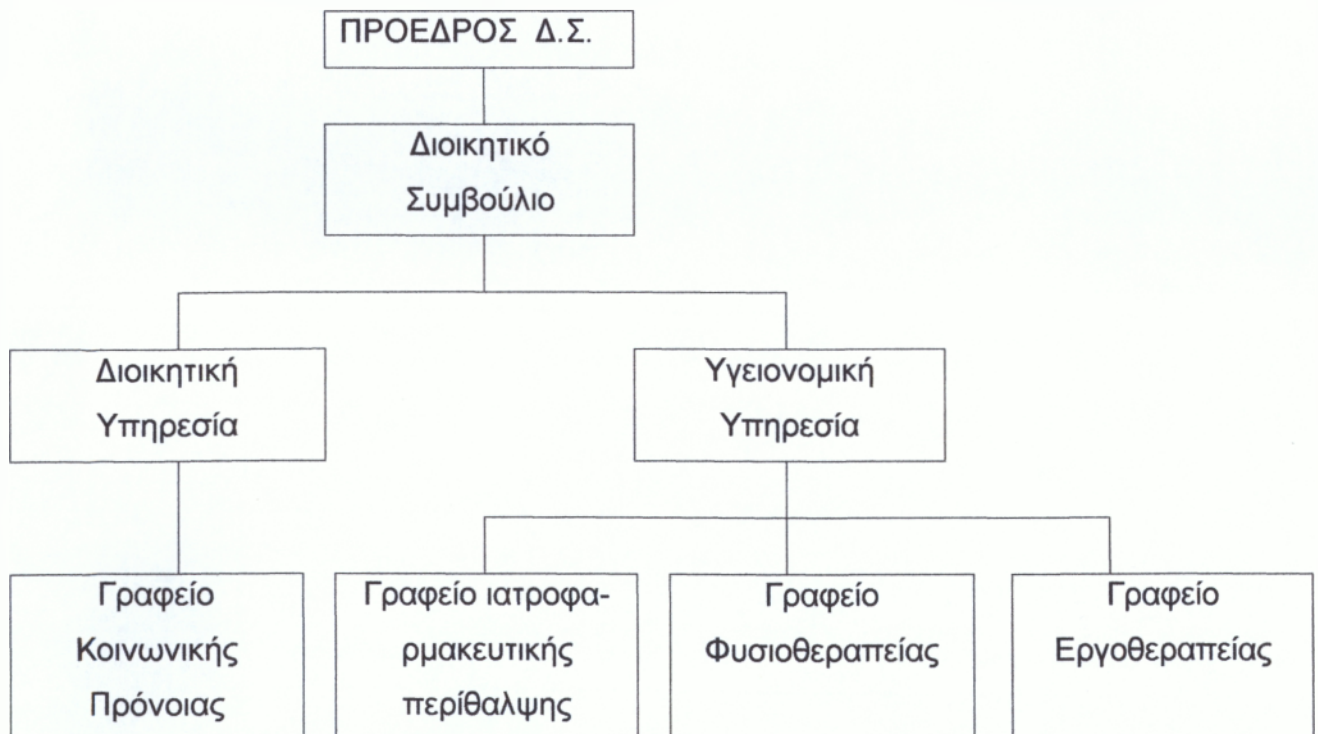 ΠΡΟΕΔΡΟΣ Δ.Σ.
Διοικητικό
Συμβούλιο
Διοικητική
Υπηρεσία
Υγειονομική
Υπηρεσία
Γραφείο
Κοινωνικής
Πρόνοιας
Γραφείο ιατροφα-
ρμακευτικής
περίθαλψης
Γραφείο
Φυσιοθεραπείας
Γραφείο
Εργοθεραπείας